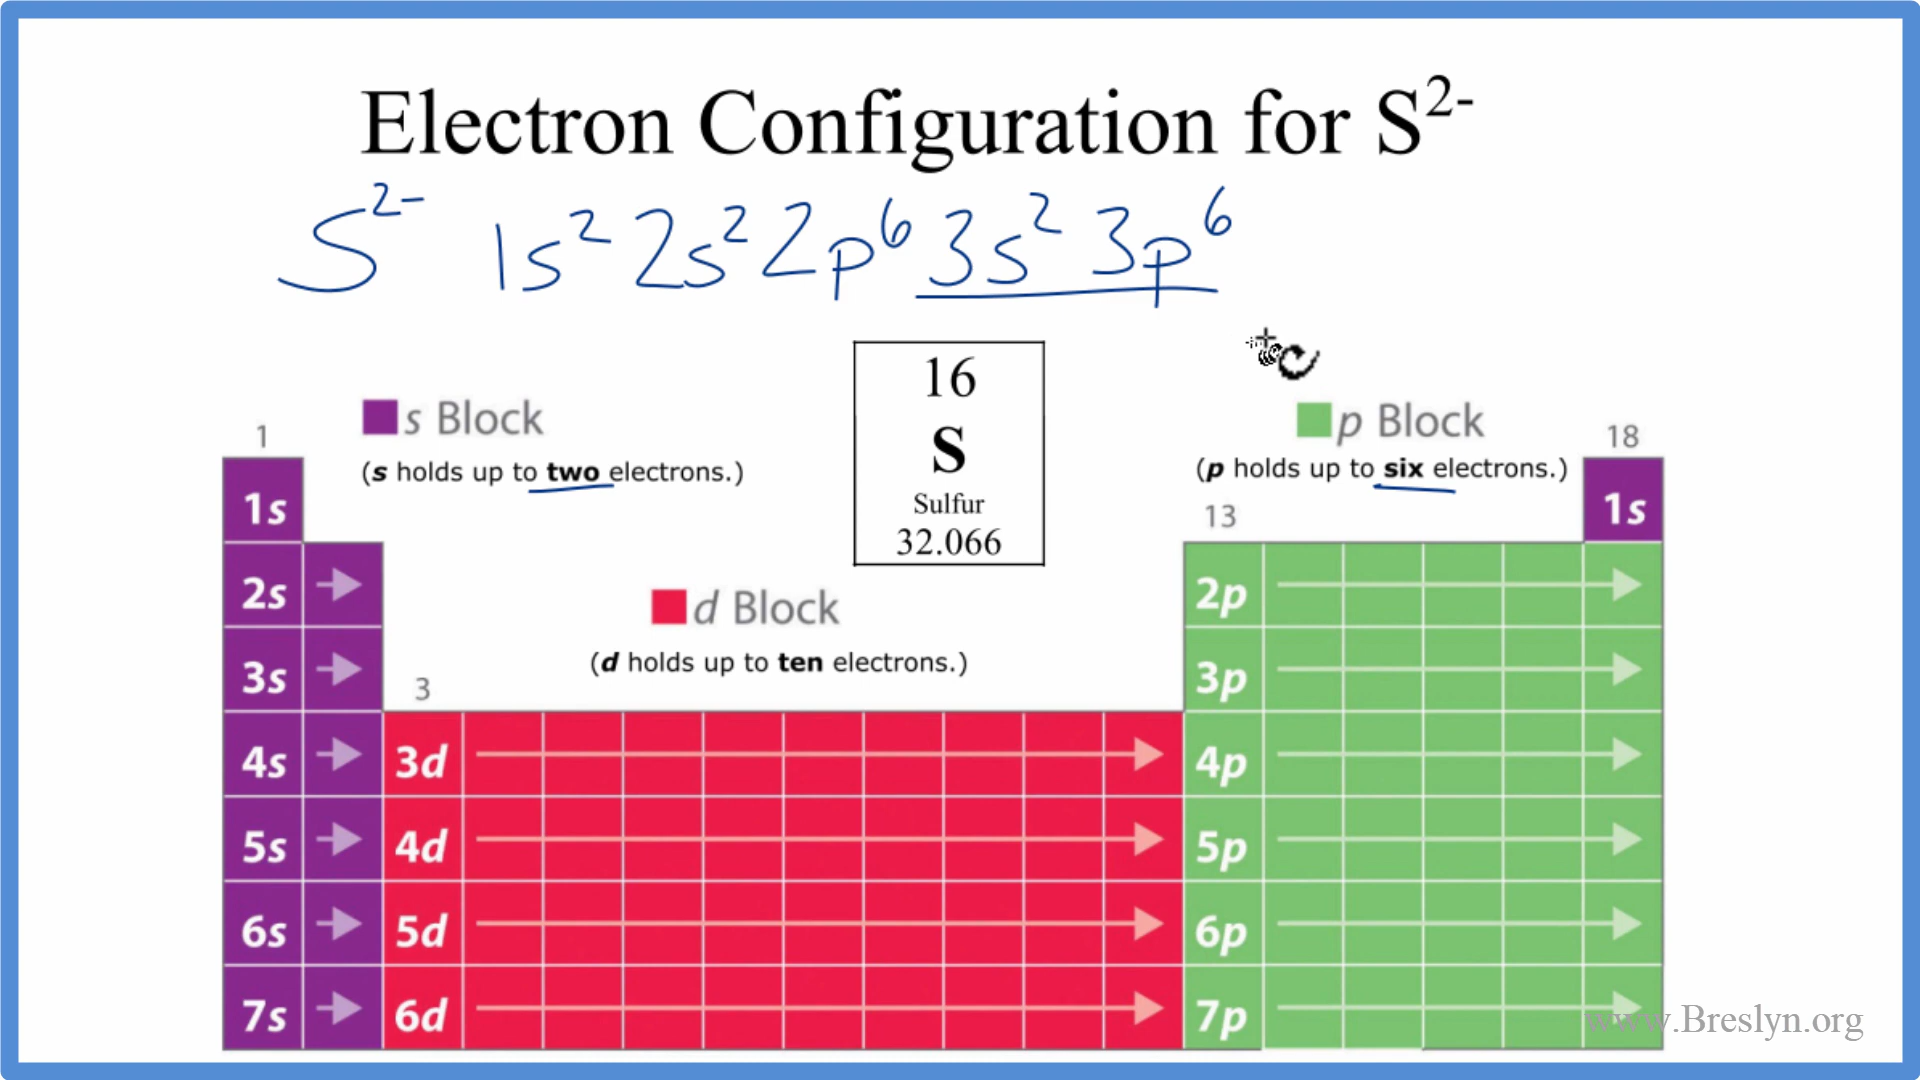 Electron Configuration for S²⁻
S²⁻ 1s² 2s² 2p⁶ 3s² 3p⁶
16
S
Sulfur
32.066
s Block
(s holds up to two electrons.)
p Block
(p holds up to six electrons.)
d Block
(d holds up to ten electrons.)
1 18
13
3
1s 1s
2s 2p
3s 3p
4s 3d 4p
5s 4d 5p
6s 5d 6p
7s 6d 7p
www.Breslyn.org